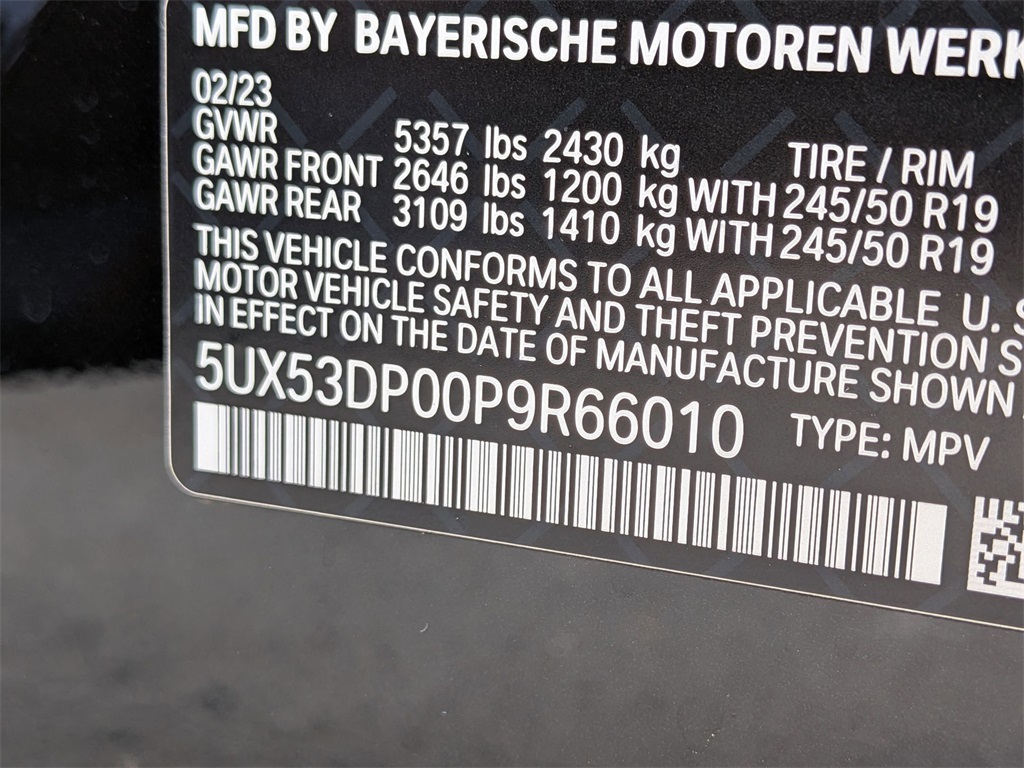 MFD BY BAYERISCHE MOTOREN WERK
02/23
GVWR 5357 lbs 2430 kg TIRE / RIM
GAWR FRONT 2646 lbs 1200 kg WITH 245/50 R19
GAWR REAR 3109 lbs 1410 kg WITH 245/50 R19
THIS VEHICLE CONFORMS TO ALL APPLICABLE U. S
MOTOR VEHICLE SAFETY AND THEFT PREVENTION S
IN EFFECT ON THE DATE OF MANUFACTURE SHOWN
5UX53DP00P9R66010 TYPE: MPV